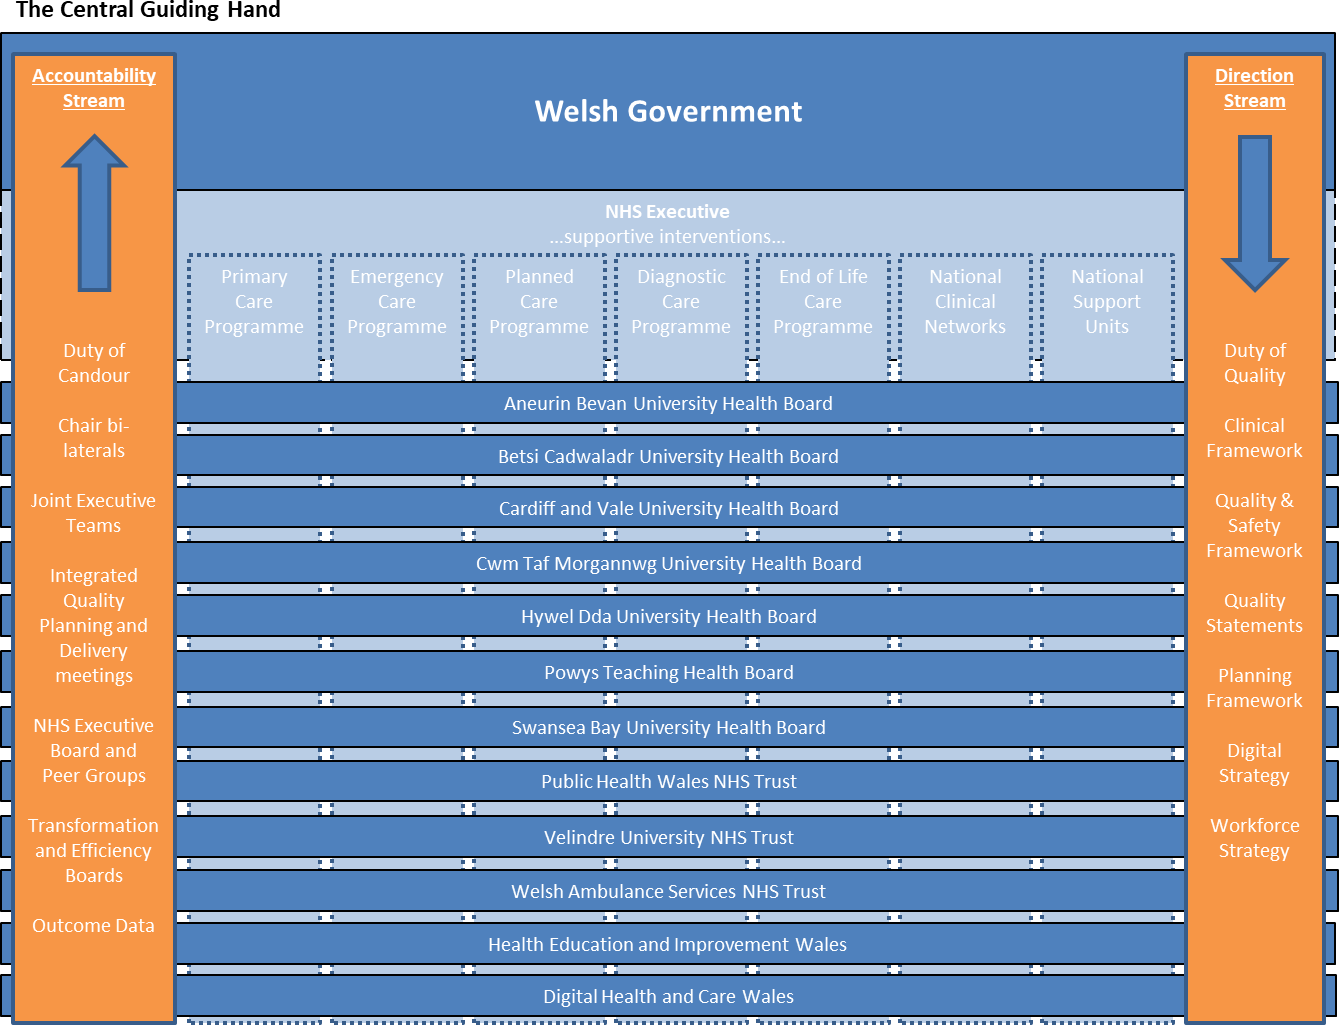 The Central Guiding Hand
Accountability
Stream
Duty of
Candour
Chair bi-
laterals
Joint Executive
Teams
Integrated
Quality
Planning and
Delivery
meetings
NHS Executive
Board and
Peer Groups
Transformation
and Efficiency
Boards
Outcome Data
Welsh Government
NHS Executive
...supportive interventions...
Primary
Care
Programme
Emergency
Care
Programme
Planned
Care
Programme
Diagnostic
Care
Programme
End of Life
Care
Programme
National
Clinical
Networks
National
Support
Units
Aneurin Bevan University Health Board
Betsi Cadwaladr University Health Board
Cardiff and Vale University Health Board
Cwm Taf Morgannwg University Health Board
Hywel Dda University Health Board
Powys Teaching Health Board
Swansea Bay University Health Board
Public Health Wales NHS Trust
Velindre University NHS Trust
Welsh Ambulance Services NHS Trust
Health Education and Improvement Wales
Digital Health and Care Wales
Direction
Stream
Duty of
Quality
Clinical
Framework
Quality &
Safety
Framework
Quality
Statements
Planning
Framework
Digital
Strategy
Workforce
Strategy